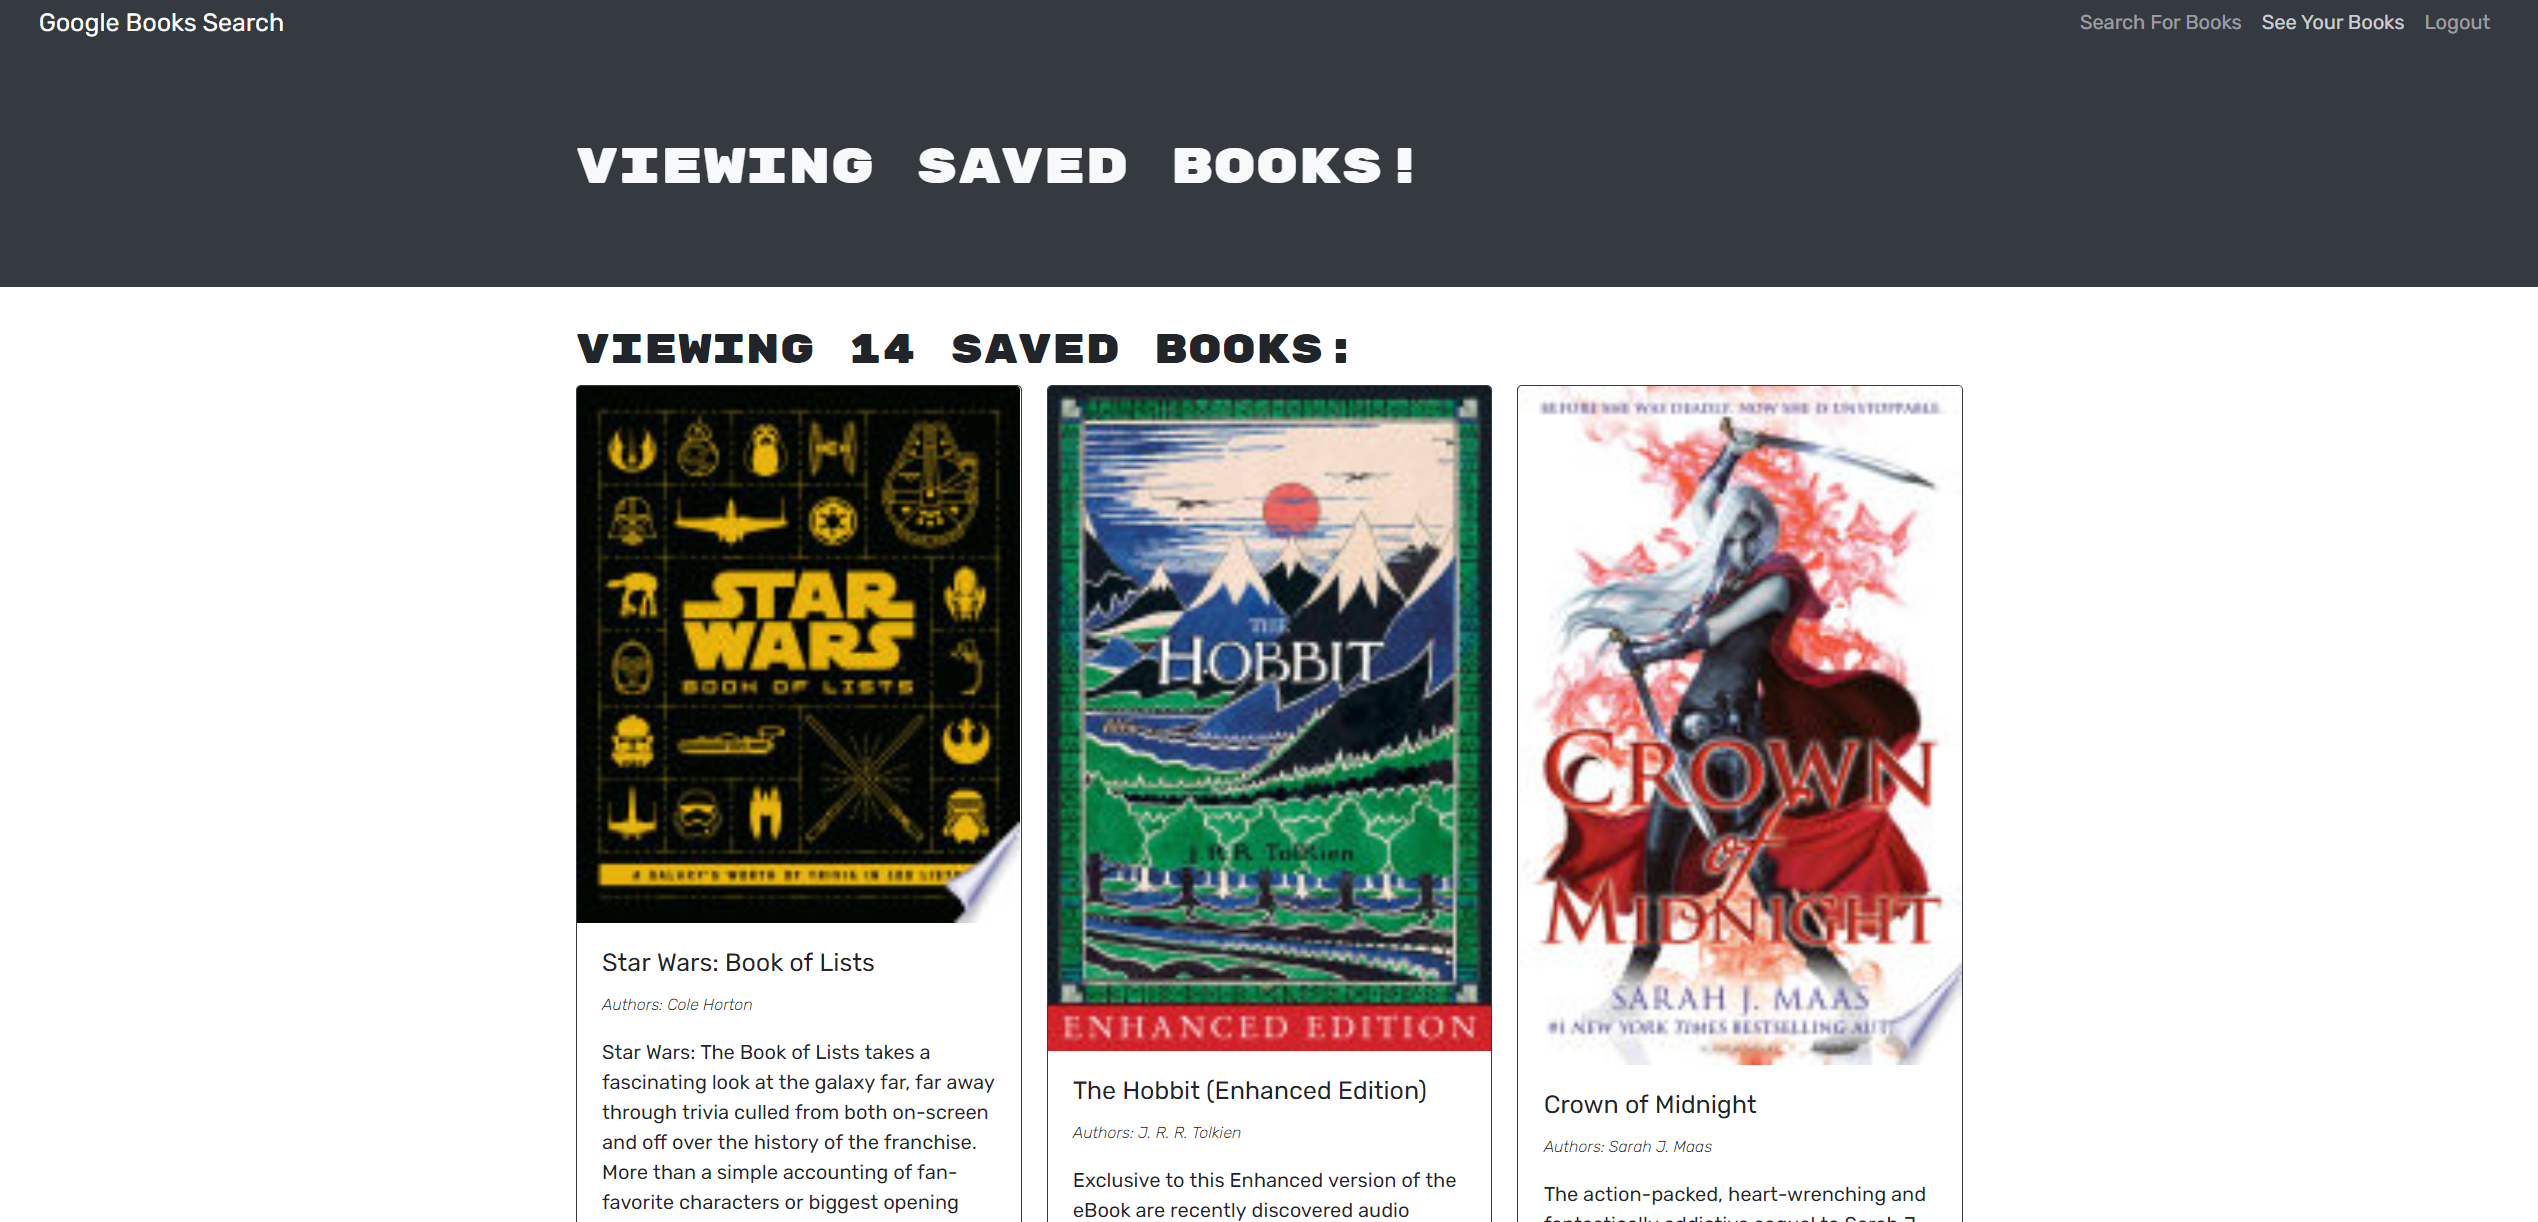 Google Books Search
Search For Books See Your Books Logout
VIEWING SAVED BOOKS!
VIEWING 14 SAVED BOOKS:
STAR
WARS
BOOK OF LISTS
A GALAXY'S WORTH OF TRIVIA IN 100 LISTS
Star Wars: Book of Lists
Authors: Cole Horton
Star Wars: The Book of Lists takes a
fascinating look at the galaxy far, far away
through trivia culled from both on-screen
and off over the history of the franchise.
More than a simple accounting of fan-
favorite characters or biggest opening
THE
HOBBIT
J. R. R. Tolkien
ENHANCED EDITION
The Hobbit (Enhanced Edition)
Authors: J. R. R. Tolkien
Exclusive to this Enhanced version of the
eBook are recently discovered audio
BEFORE SHE WAS DEADLY. NOW SHE IS UNSTOPPABLE.
CROWN
of
MIDNIGHT
SARAH J. MAAS
#1 NEW YORK TIMES BESTSELLING AUT
Crown of Midnight
Authors: Sarah J. Maas
The action-packed, heart-wrenching and
fantastically addictive sequel to Sarah J.